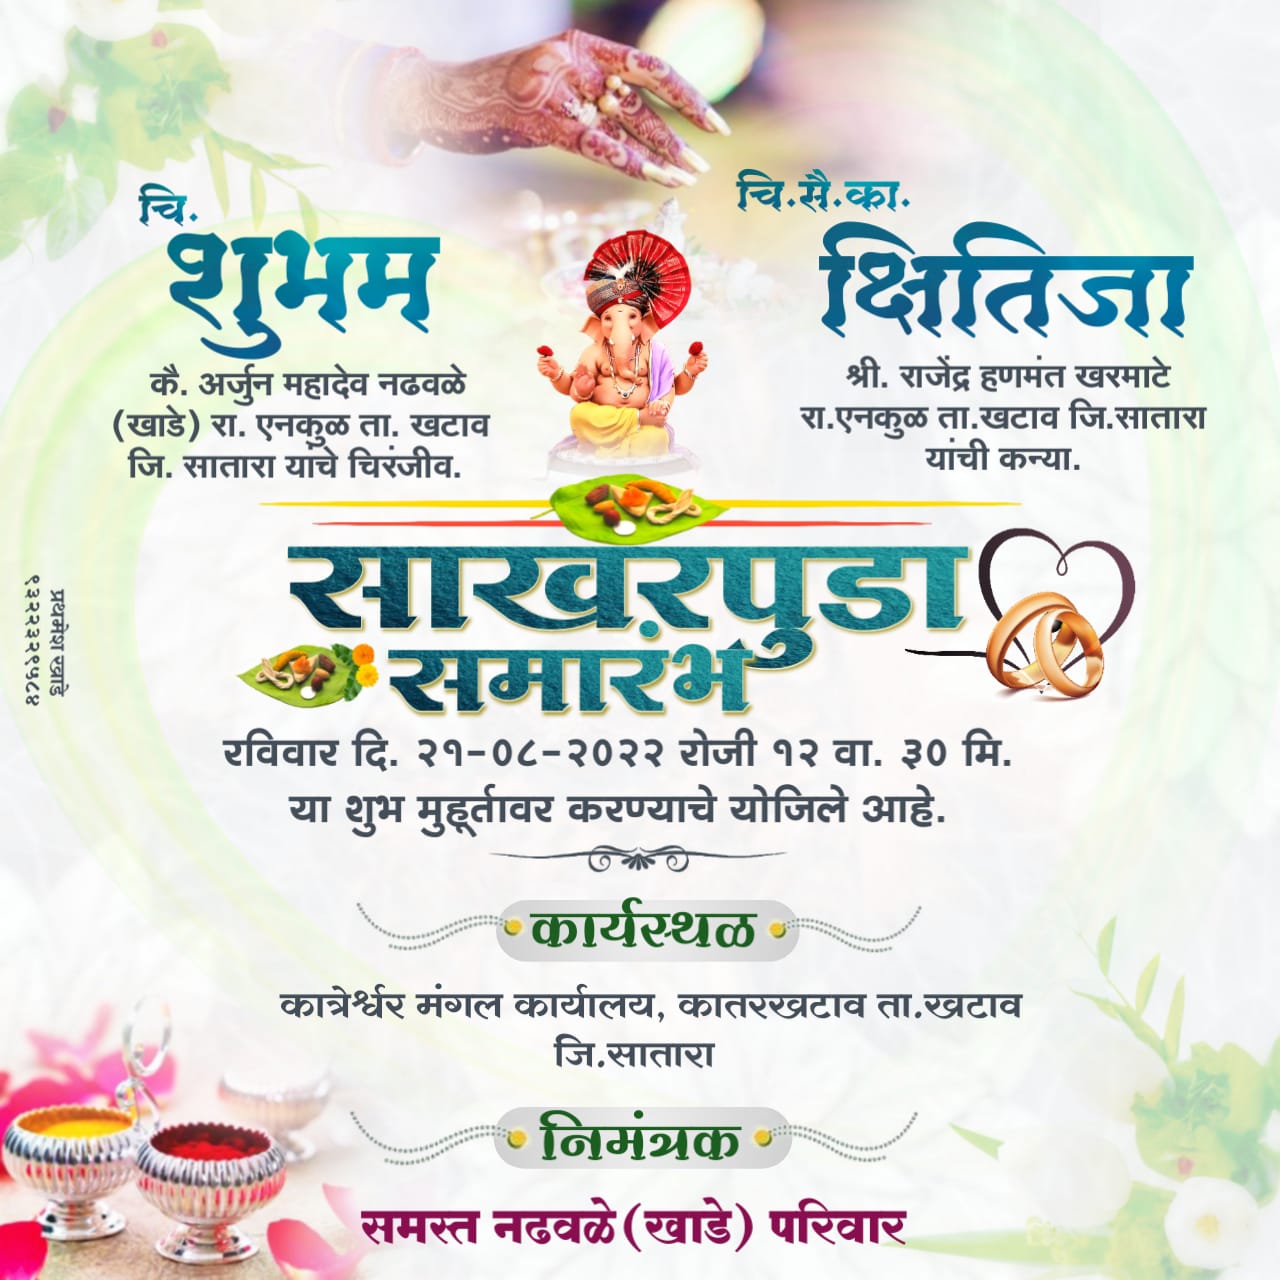 चि.
शुभम
कै. अर्जुन महादेव नढवळे
(खाडे) रा. एनकुळ ता. खटाव
जि. सातारा यांचे चिरंजीव.
चि.सै.का.
क्षितिजा
श्री. राजेंद्र हणमंत खरमाटे
रा.एनकुळ ता.खटाव जि.सातारा
यांची कन्या.
साखरपुडा
समारंभ
रविवार दि. २१-०८-२०२२ रोजी १२ वा. ३० मि.
या शुभ मुहूर्तावर करण्याचे योजिले आहे.
कार्यस्थळ
कात्रेर्श्वर मंगल कार्यालय, कातरखटाव ता.खटाव
जि.सातारा
निमंत्रक
समस्त नढवळे(खाडे) परिवार
प्रथमेश खाडे